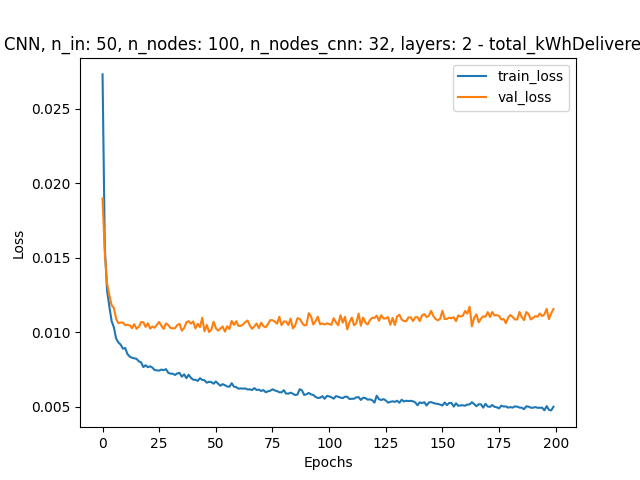 CNN, n_in: 50, n_nodes: 100, n_nodes_cnn: 32, layers: 2 - total_kWhDelivere
train_loss
val_loss
0.025
0.020
0.015
0.010
0.005
Loss
0 25 50 75 100 125 150 175 200
Epochs